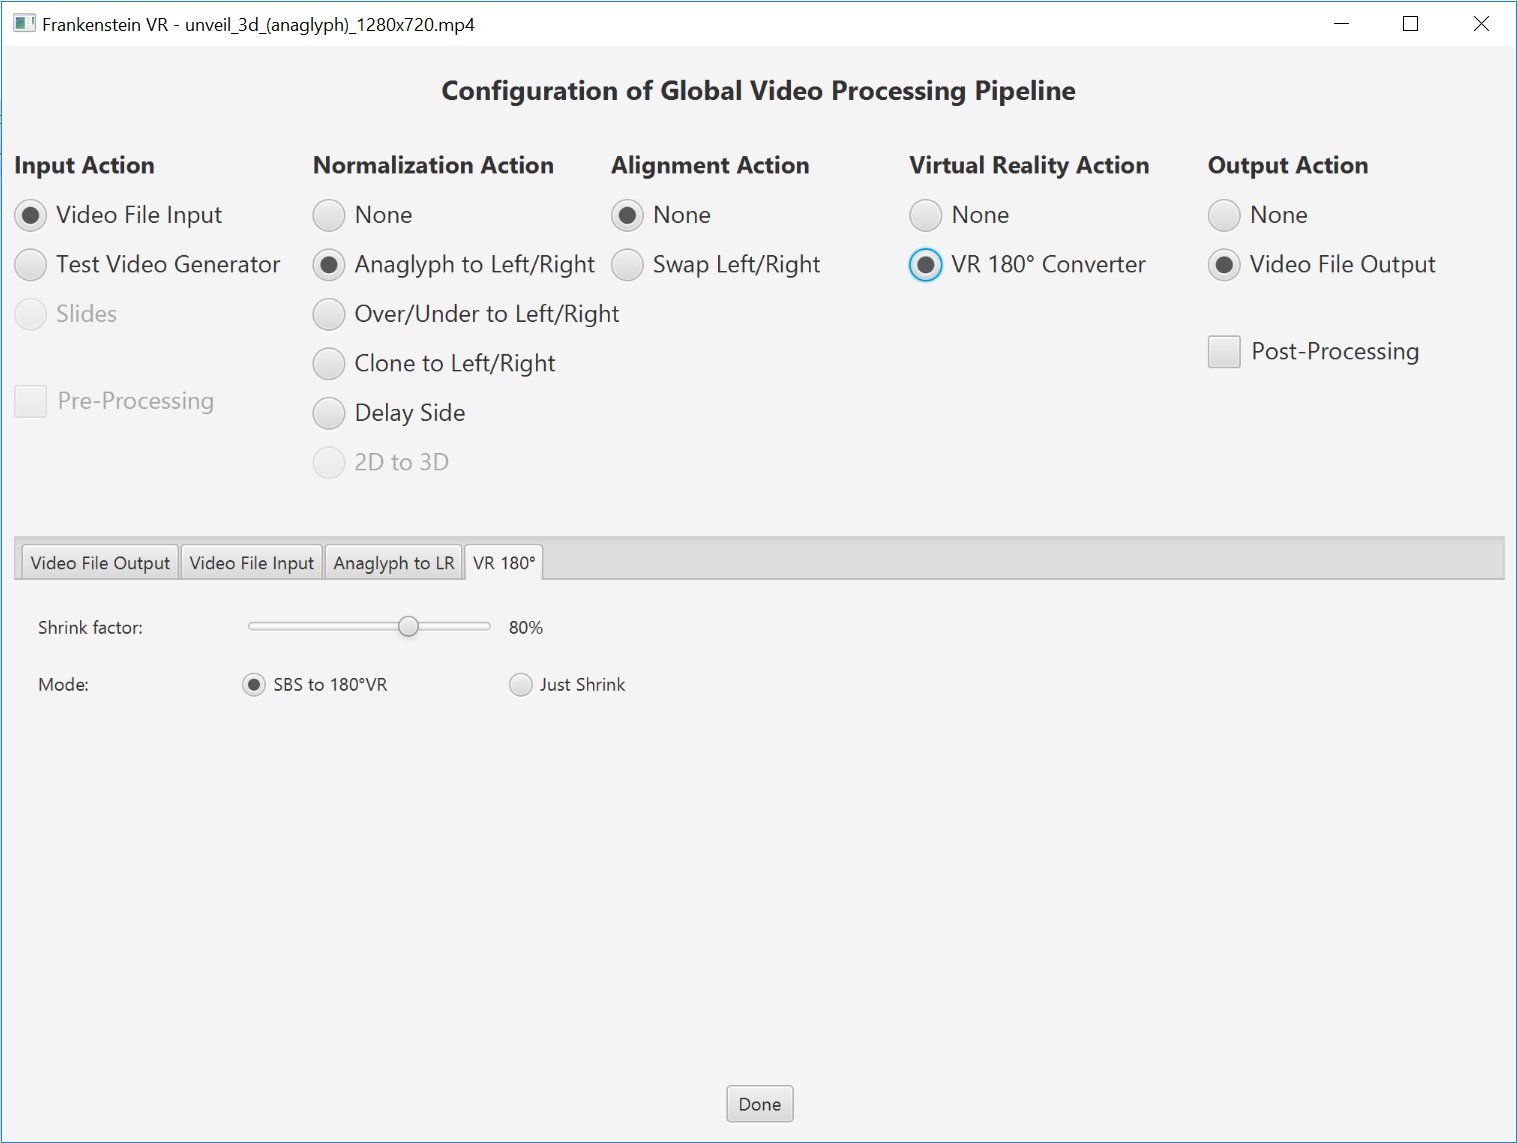 Frankenstein VR - unveil_3d_(anaglyph)_1280x720.mp4
Configuration of Global Video Processing Pipeline
Input Action
Video File Input
Test Video Generator
Slides
Pre-Processing
Normalization Action
None
Anaglyph to Left/Right
Over/Under to Left/Right
Clone to Left/Right
Delay Side
2D to 3D
Alignment Action
None
Swap Left/Right
Virtual Reality Action
None
VR 180° Converter
Output Action
None
Video File Output
Post-Processing
Video File Output
Video File Input
Anaglyph to LR
VR 180°
Shrink factor:
80%
Mode:
SBS to 180°VR
Just Shrink
Done